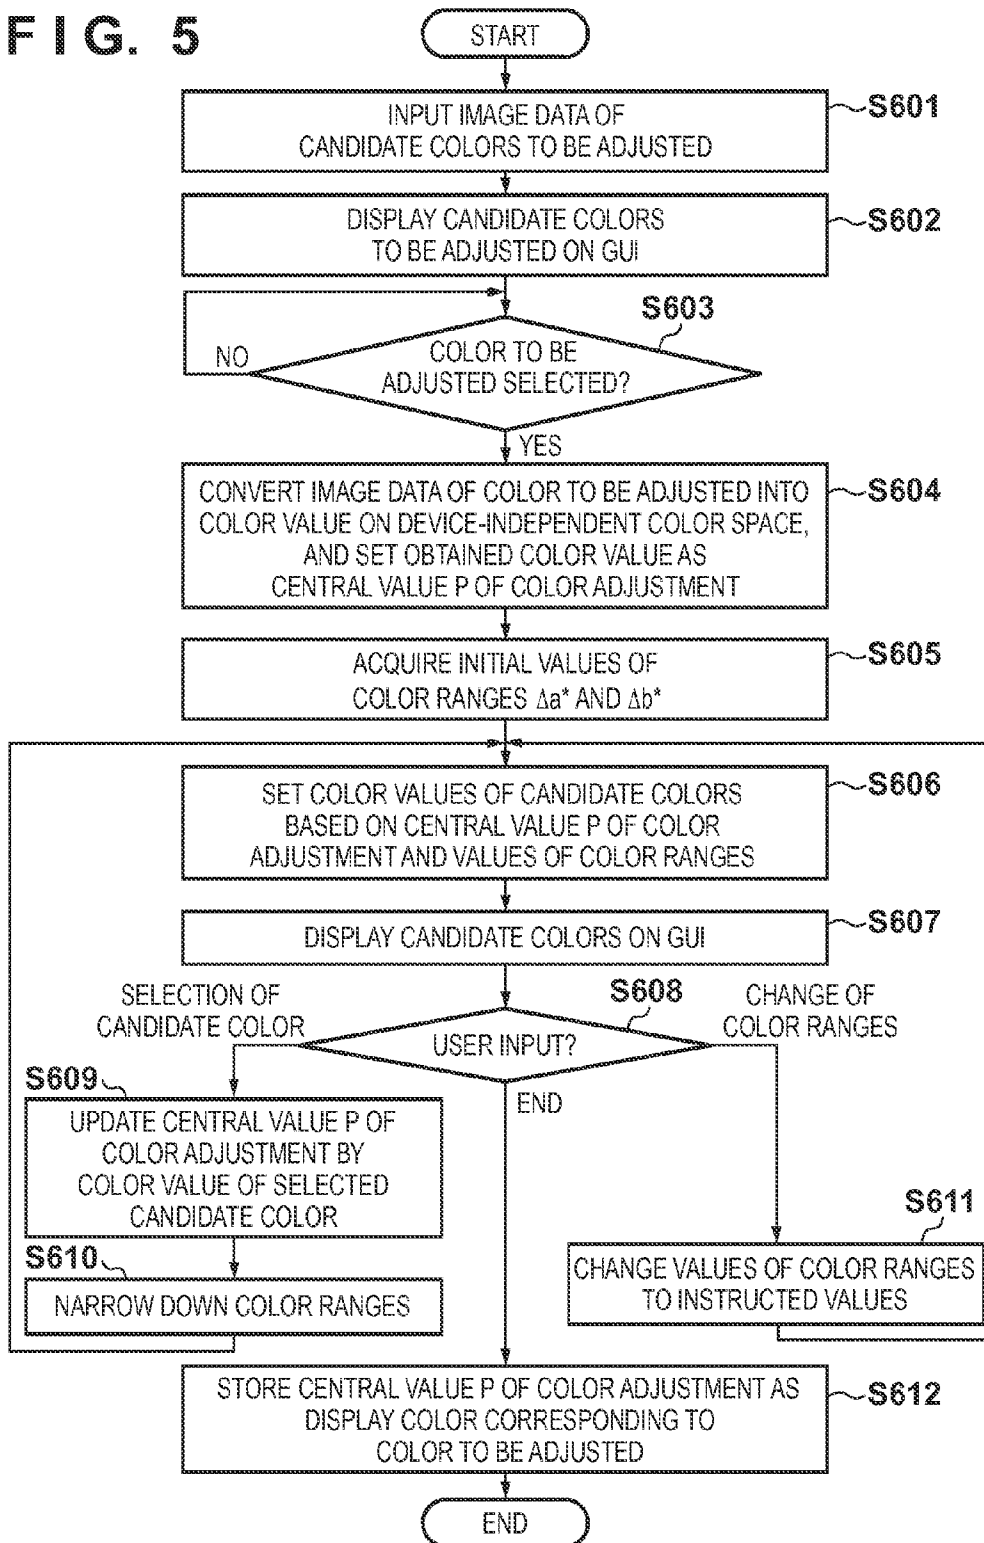 FIG. 5
START
INPUT IMAGE DATA OF
CANDIDATE COLORS TO BE ADJUSTED
S601
DISPLAY CANDIDATE COLORS
TO BE ADJUSTED ON GUI
S602
S603
COLOR TO BE
ADJUSTED SELECTED?
NO
YES
CONVERT IMAGE DATA OF COLOR TO BE ADJUSTED INTO
COLOR VALUE ON DEVICE-INDEPENDENT COLOR SPACE,
AND SET OBTAINED COLOR VALUE AS
CENTRAL VALUE P OF COLOR ADJUSTMENT
S604
ACQUIRE INITIAL VALUES OF
COLOR RANGES Δa* AND Δb*
S605
SET COLOR VALUES OF CANDIDATE COLORS
BASED ON CENTRAL VALUE P OF COLOR
ADJUSTMENT AND VALUES OF COLOR RANGES
S606
DISPLAY CANDIDATE COLORS ON GUI
S607
SELECTION OF
CANDIDATE COLOR
S608
USER INPUT?
CHANGE OF
COLOR RANGES
END
S609
UPDATE CENTRAL VALUE P OF
COLOR ADJUSTMENT BY
COLOR VALUE OF SELECTED
CANDIDATE COLOR
S610
NARROW DOWN COLOR RANGES
S611
CHANGE VALUES OF COLOR RANGES
TO INSTRUCTED VALUES
STORE CENTRAL VALUE P OF COLOR ADJUSTMENT AS
DISPLAY COLOR CORRESPONDING TO
COLOR TO BE ADJUSTED
S612
END